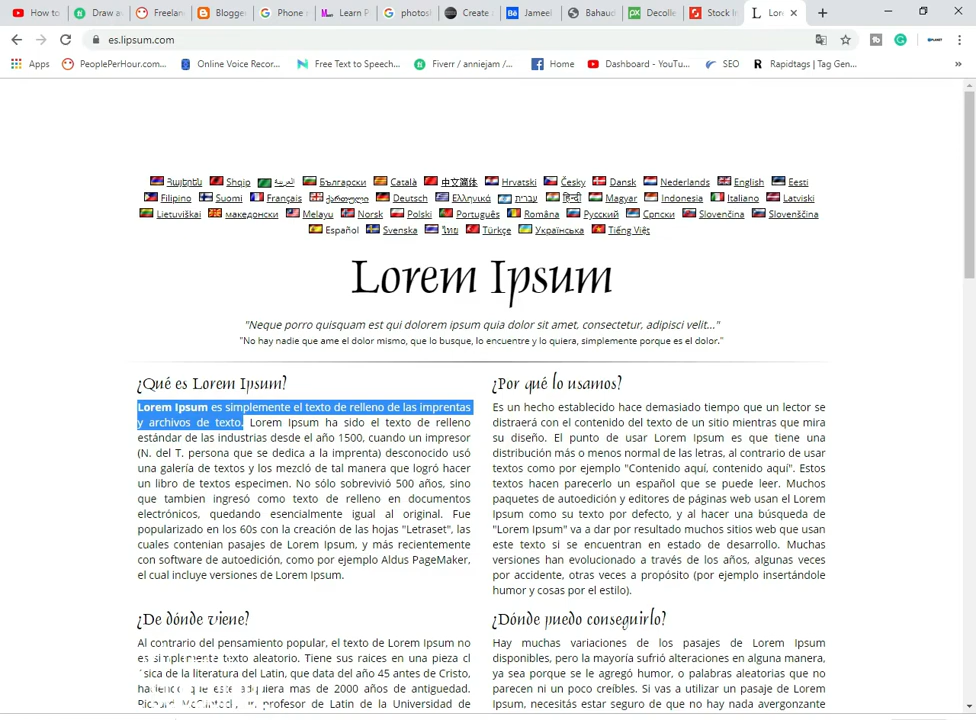 How to
Draw a
Freelan
Blogge
Phone r
Learn P
photosl
Create
Jameel
Bahaud
Decolle
Stock I
Lore
es.lipsum.com
Apps
PeoplePerHour.com...
Online Voice Recor...
Free Text to Speech...
Fiverr / anniejam /...
Home
Dashboard - YouTu...
SEO
Rapidtags | Tag Gen...
»
Հայերեն Shqip العربية Български Català 中文简体 Hrvatski Česky Dansk Nederlands English Eesti
Filipino Suomi Français ქართული Deutsch Ελληνικά עברית हिन्दी Magyar Indonesia Italiano Latviski
Lietuviškai македонски Melayu Norsk Polski Português Româna Русский Српски Slovenčina Slovenščina
Español Svenska ไทย Türkçe Українська Tiếng Việt
Lorem Ipsum
"Neque porro quisquam est qui dolorem ipsum quia dolor sit amet, consectetur, adipisci velit..."
"No hay nadie que ame el dolor mismo, que lo busque, lo encuentre y lo quiera, simplemente porque es el dolor."
¿Qué es Lorem Ipsum?
Lorem Ipsum es simplemente el texto de relleno de las imprentas
y archivos de texto. Lorem Ipsum ha sido el texto de relleno
estándar de las industrias desde el año 1500, cuando un impresor
(N. del T. persona que se dedica a la imprenta) desconocido usó
una galería de textos y los mezcló de tal manera que logró hacer
un libro de textos especimen. No sólo sobrevivió 500 años, sino
que tambien ingresó como texto de relleno en documentos
electrónicos, quedando esencialmente igual al original. Fue
popularizado en los 60s con la creación de las hojas "Letraset", las
cuales contenian pasajes de Lorem Ipsum, y más recientemente
con software de autoedición, como por ejemplo Aldus PageMaker,
el cual incluye versiones de Lorem Ipsum.
¿Por qué lo usamos?
Es un hecho establecido hace demasiado tiempo que un lector se
distraerá con el contenido del texto de un sitio mientras que mira
su diseño. El punto de usar Lorem Ipsum es que tiene una
distribución más o menos normal de las letras, al contrario de usar
textos como por ejemplo "Contenido aquí, contenido aquí". Estos
textos hacen parecerlo un español que se puede leer. Muchos
paquetes de autoedición y editores de páginas web usan el Lorem
Ipsum como su texto por defecto, y al hacer una búsqueda de
"Lorem Ipsum" va a dar por resultado muchos sitios web que usan
este texto si se encuentran en estado de desarrollo. Muchas
versiones han evolucionado a través de los años, algunas veces
por accidente, otras veces a propósito (por ejemplo insertándole
humor y cosas por el estilo).
¿De dónde viene?
Al contrario del pensamiento popular, el texto de Lorem Ipsum no
es simplemente texto aleatorio. Tiene sus raices en una pieza cl
sica de la literatura del Latin, que data del año 45 antes de Cristo,
haciendo que este adquiera mas de 2000 años de antiguedad.
Richard McClintock, un profesor de Latin de la Universidad de
¿Dónde puedo conseguirlo?
Hay muchas variaciones de los pasajes de Lorem Ipsum
disponibles, pero la mayoría sufrió alteraciones en alguna manera,
ya sea porque se le agregó humor, o palabras aleatorias que no
parecen ni un poco creíbles. Si vas a utilizar un pasaje de Lorem
Ipsum, necesitás estar seguro de que no hay nada avergonzante